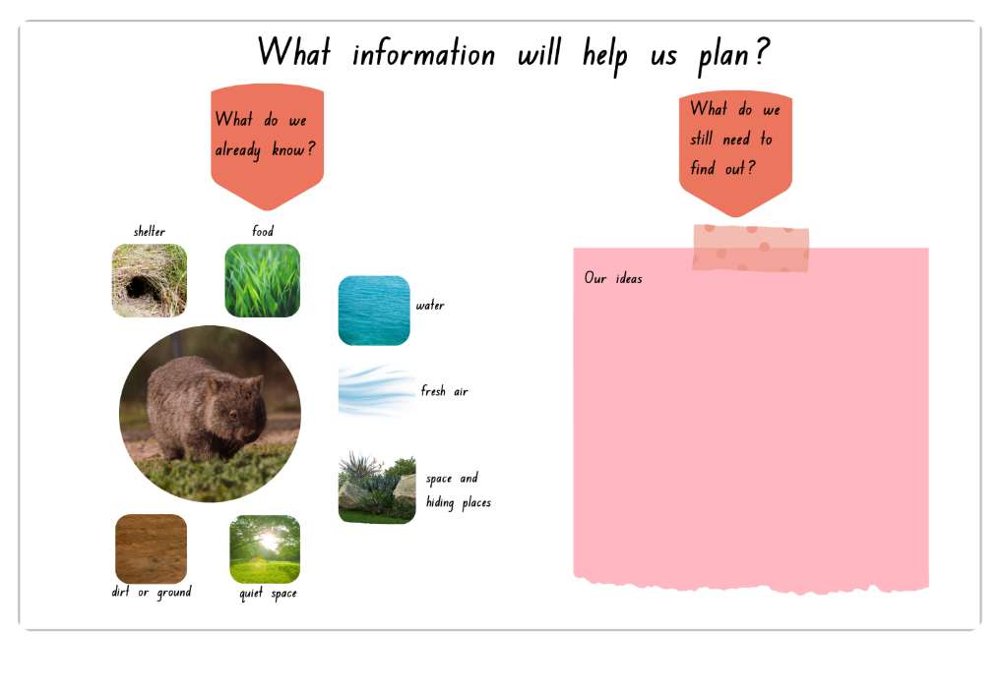 What information will help us plan?
What do we
already know?
What do we
still need to
find out?
shelter
food
water
fresh air
space and
hiding places
dirt or ground
quiet space
Our ideas